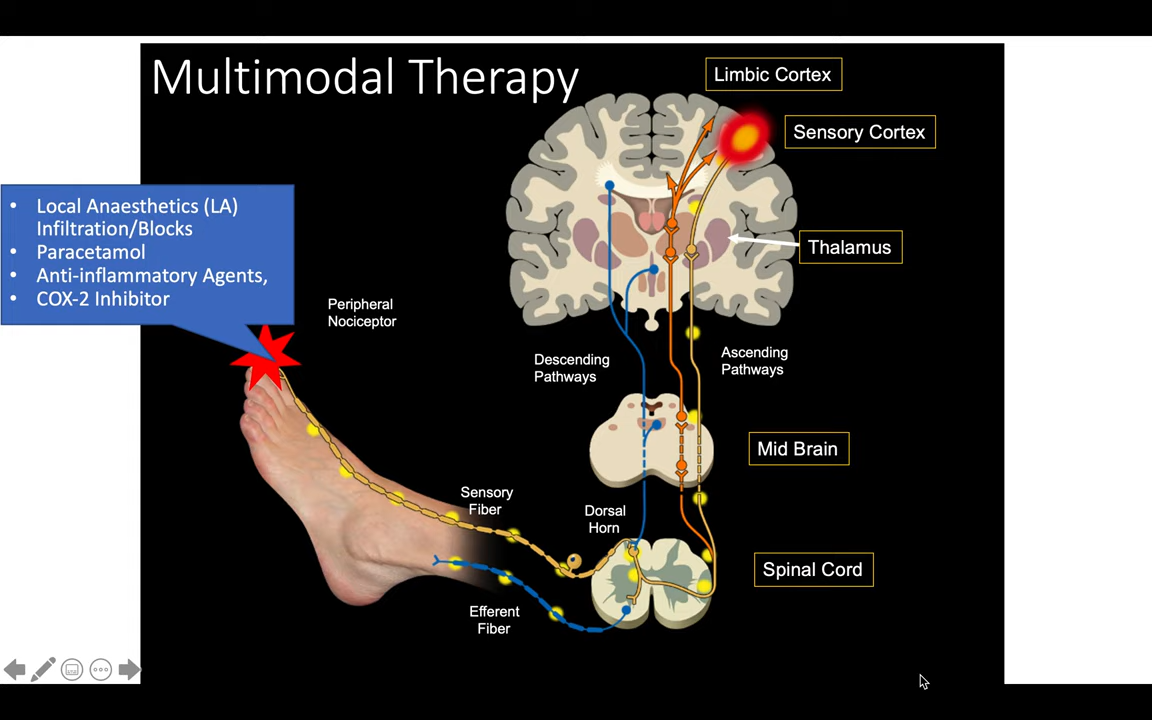 Multimodal Therapy
Limbic Cortex
Sensory Cortex
• Local Anaesthetics (LA)
Infiltration/Blocks
• Paracetamol
• Anti-inflammatory Agents,
• COX-2 Inhibitor
Thalamus
Peripheral
Nociceptor
Descending
Pathways
Ascending
Pathways
Mid Brain
Sensory
Fiber
Dorsal
Horn
Spinal Cord
Efferent
Fiber